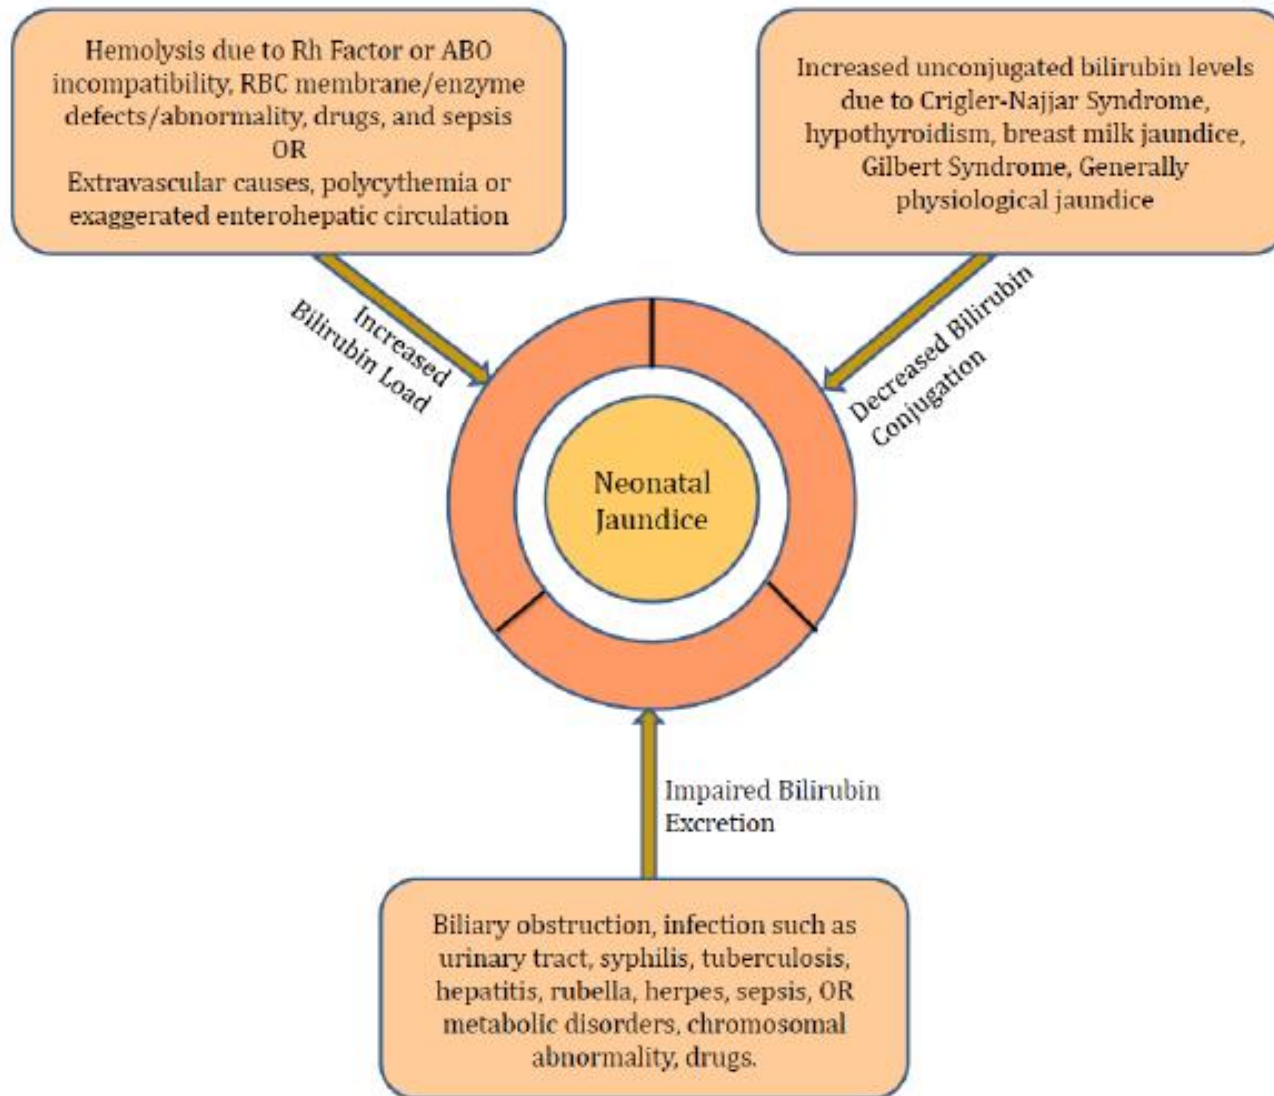 Hemolysis due to Rh Factor or ABO
incompatibility, RBC membrane/enzyme
defects/abnormality, drugs, and sepsis
OR
Extravascular causes, polycythemia or
exaggerated enterohepatic circulation
Increased unconjugated bilirubin levels
due to Crigler-Najjar Syndrome,
hypothyroidism, breast milk jaundice,
Gilbert Syndrome, Generally
physiological jaundice
Increased
Bilirubin Load
Decreased Bilirubin
Conjugation
Neonatal
Jaundice
Impaired Bilirubin
Excretion
Biliary obstruction, infection such as
urinary tract, syphilis, tuberculosis,
hepatitis, rubella, herpes, sepsis, OR
metabolic disorders, chromosomal
abnormality, drugs.